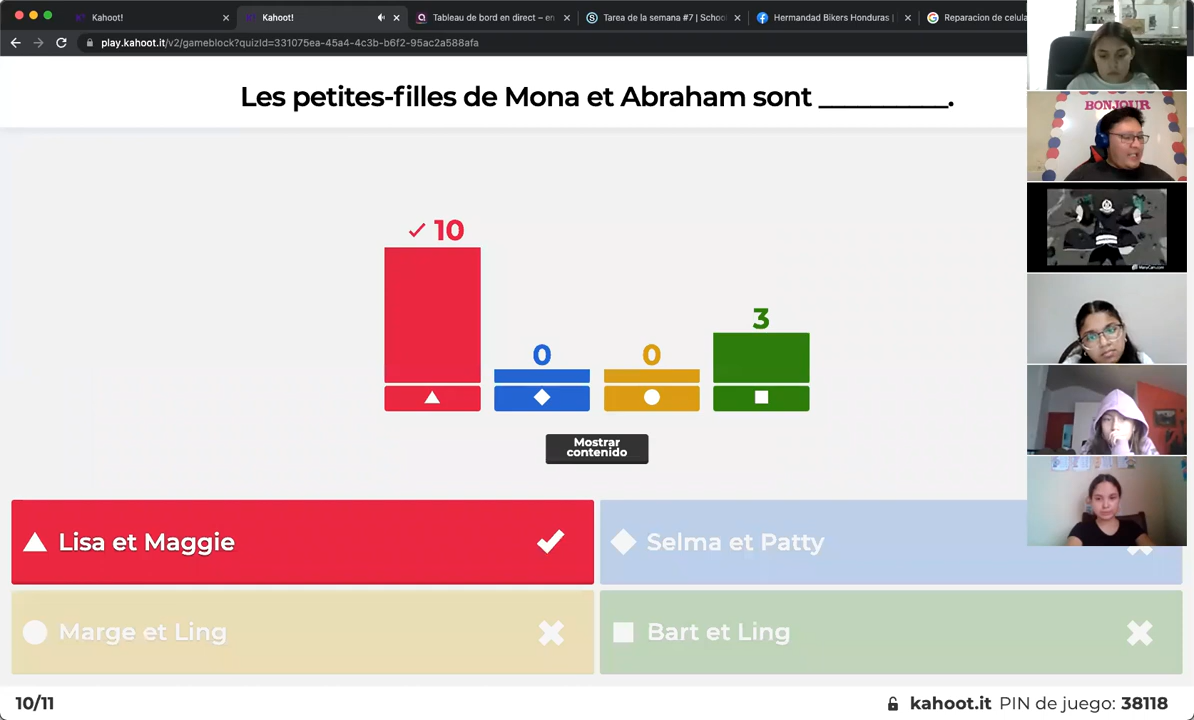 Kahoot!
Kahoot!
Tableau de bord en direct – en
Tarea de la semana #7 | Schoo
Hermandad Bikers Honduras |
Reparacion de celula
play.kahoot.it/v2/gameblock?quizId=331075ea-45a4-4c3b-b6f2-95ac2a588afa
Les petites-filles de Mona et Abraham sont __________.
BONJOUR
10
0
0
3
Mostrar
contenido
Lisa et Maggie
Selma et Patty
Marge et Ling
Bart et Ling
10/11
kahoot.it PIN de juego: 38118